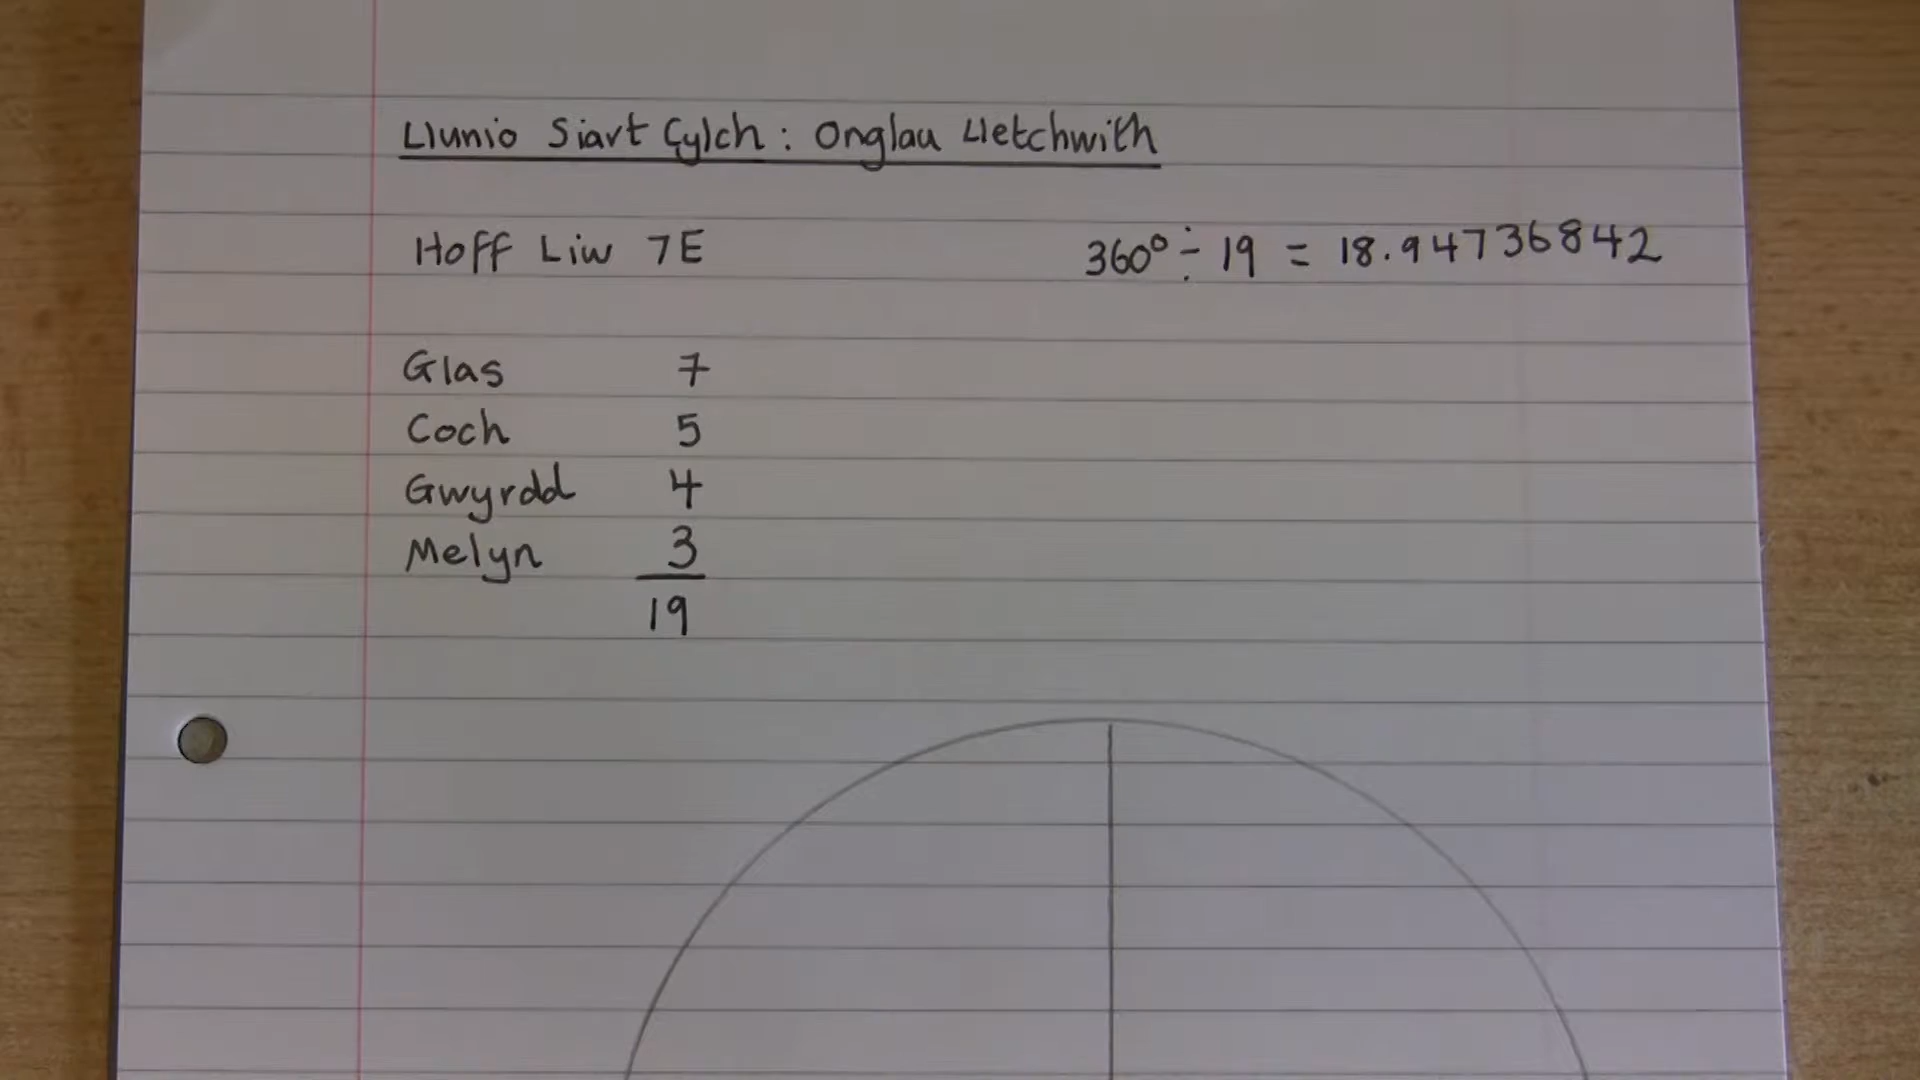 Llunio Siart Cylch: Onglau Lletchwith
Hoff Liw 7E
360° ÷ 19 = 18.94736842
Glas 7
Coch 5
Gwyrdd 4
Melyn 3
19